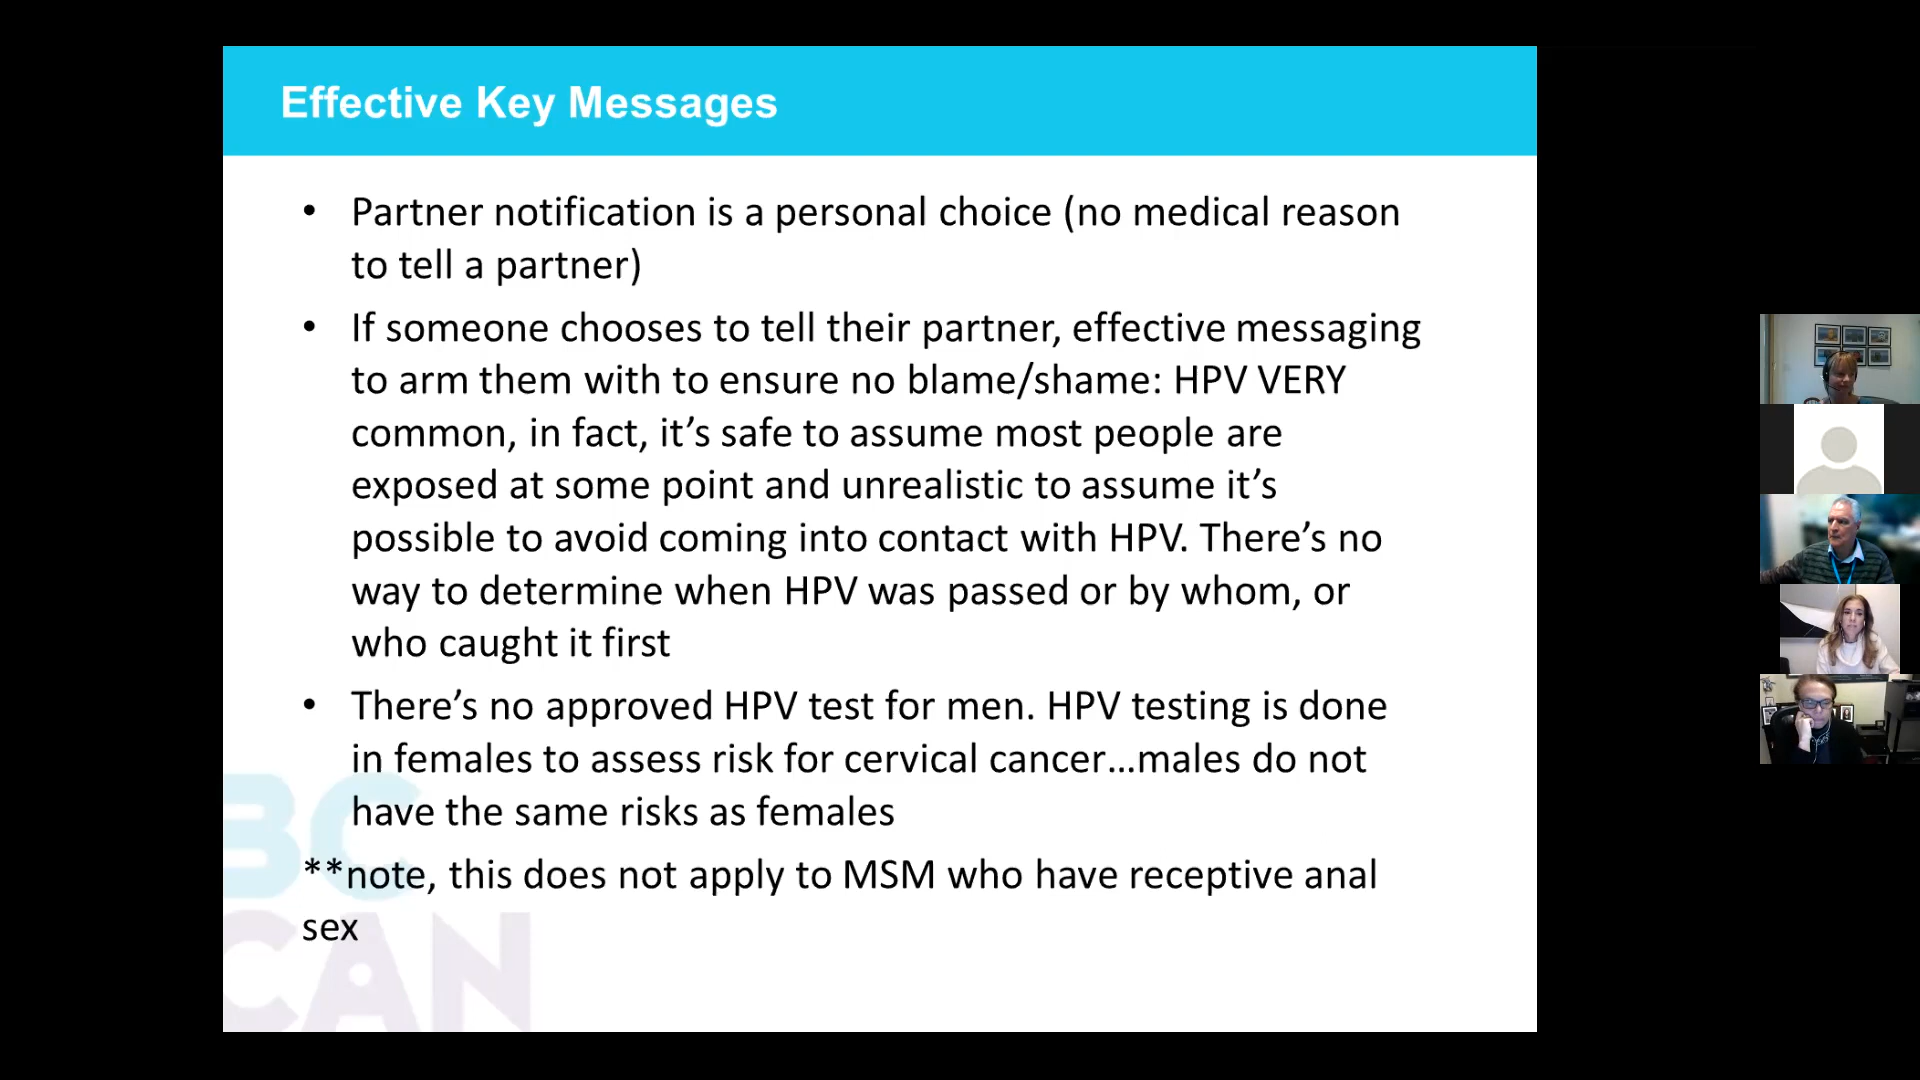 Effective Key Messages
• Partner notification is a personal choice (no medical reason
to tell a partner)
• If someone chooses to tell their partner, effective messaging
to arm them with to ensure no blame/shame: HPV VERY
common, in fact, it’s safe to assume most people are
exposed at some point and unrealistic to assume it’s
possible to avoid coming into contact with HPV. There’s no
way to determine when HPV was passed or by whom, or
who caught it first
• There’s no approved HPV test for men. HPV testing is done
in females to assess risk for cervical cancer…males do not
have the same risks as females
**note, this does not apply to MSM who have receptive anal
sex
BC
CAN